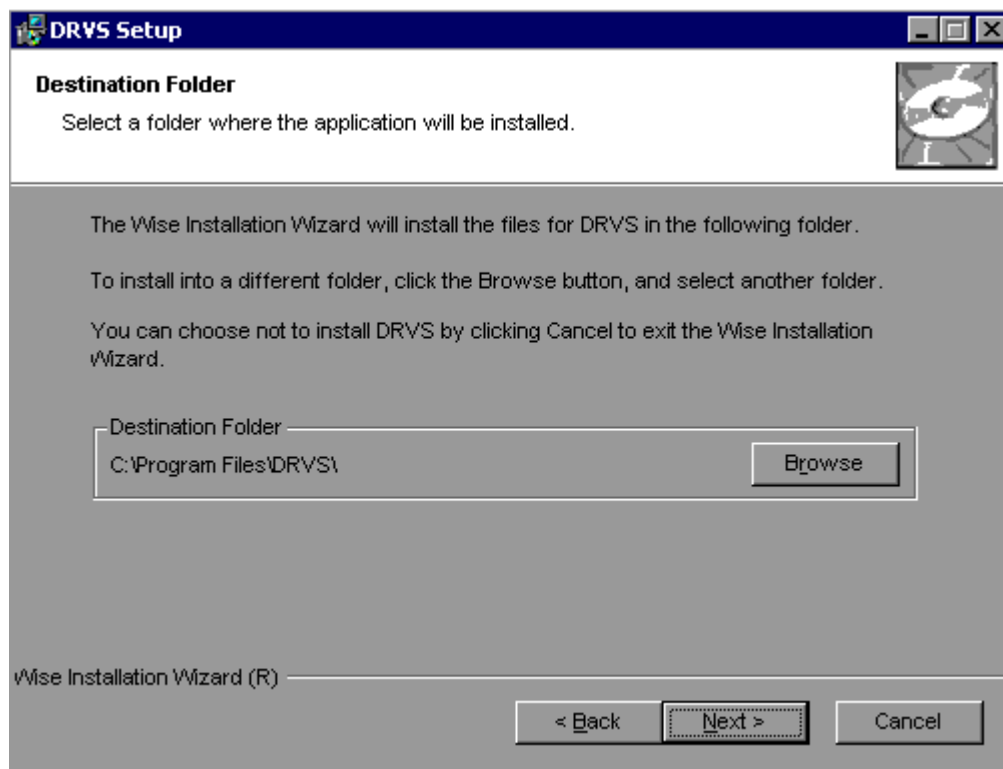 DRVS Setup
Destination Folder
Select a folder where the application will be installed.
The Wise Installation Wizard will install the files for DRVS in the following folder.
To install into a different folder, click the Browse button, and select another folder.
You can choose not to install DRVS by clicking Cancel to exit the Wise Installation
Wizard.
Destination Folder
C:\Program Files\DRVS\
Browse
Wise Installation Wizard (R)
< Back
Next >
Cancel